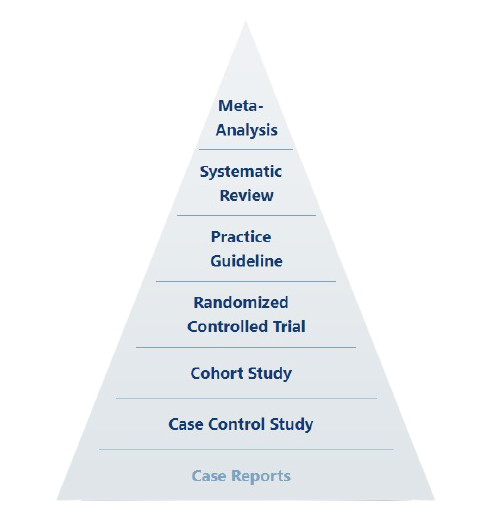 Meta-
Analysis
Systematic
Review
Practice
Guideline
Randomized
Controlled Trial
Cohort Study
Case Control Study
Case Reports